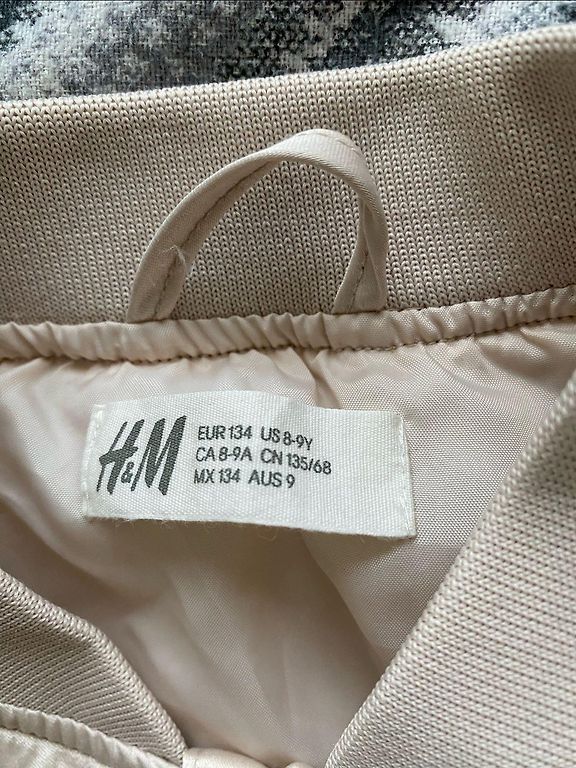 H&M
EUR 134 US 8-9Y
CA 8-9A CN 135/68
MX 134 AUS 9